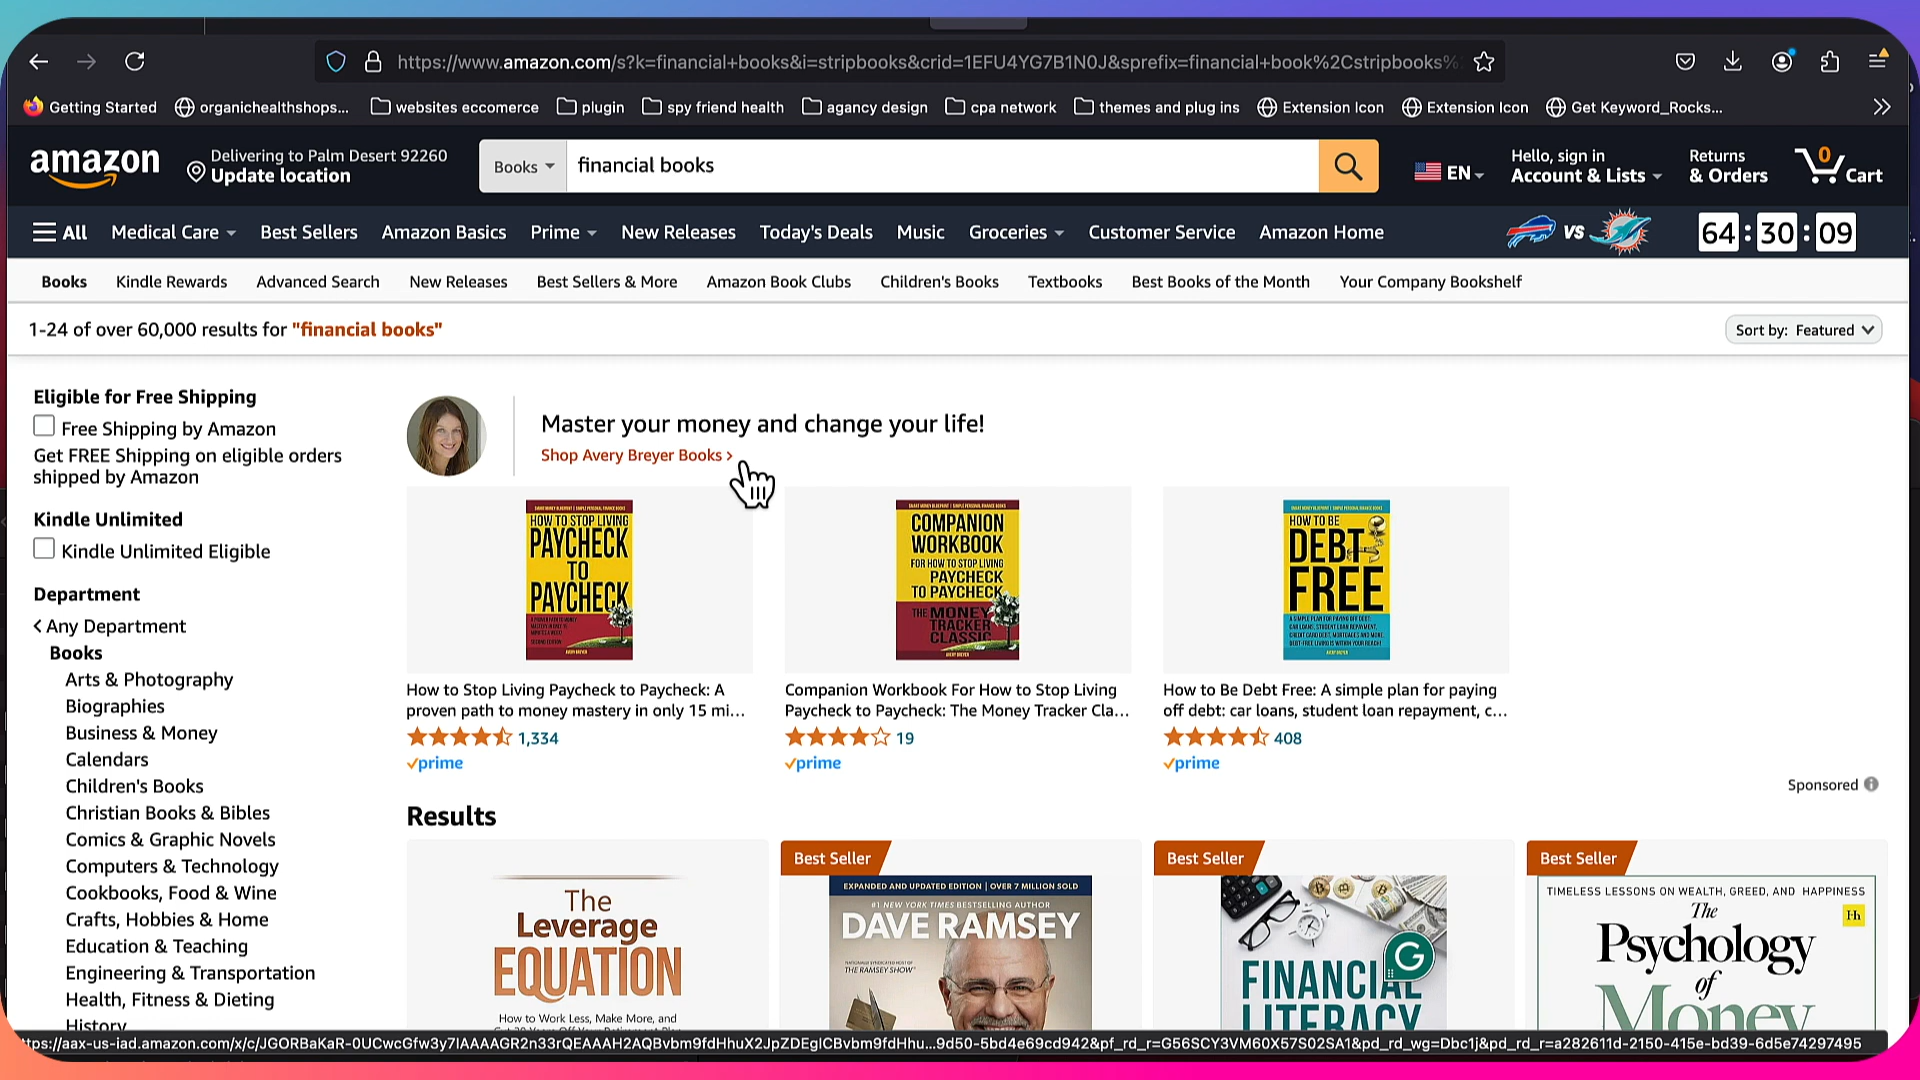 https://www.amazon.com/s?k=financial+books&i=stripbooks&crid=1EFU4YG7B1N0J&sprefix=financial+book%2Cstripbooks%
Getting Started organichealthshops... websites eccomerce plugin spy friend health agancy design cpa network themes and plug ins Extension Icon Extension Icon Get Keyword_Rocks...
amazon
Delivering to Palm Desert 92260
Update location
Books financial books
EN
Hello, sign in
Account & Lists
Returns
& Orders
0
Cart
All Medical Care Best Sellers Amazon Basics Prime New Releases Today's Deals Music Groceries Customer Service Amazon Home VS 64:30:09
Books Kindle Rewards Advanced Search New Releases Best Sellers & More Amazon Book Clubs Children's Books Textbooks Best Books of the Month Your Company Bookshelf
1-24 of over 60,000 results for "financial books"
Sort by: Featured
Eligible for Free Shipping
Free Shipping by Amazon
Get FREE Shipping on eligible orders
shipped by Amazon
Kindle Unlimited
Kindle Unlimited Eligible
Department
Any Department
Books
Arts & Photography
Biographies
Business & Money
Calendars
Children's Books
Christian Books & Bibles
Comics & Graphic Novels
Computers & Technology
Cookbooks, Food & Wine
Crafts, Hobbies & Home
Education & Teaching
Engineering & Transportation
Health, Fitness & Dieting
History
Master your money and change your life!
Shop Avery Breyer Books ›
SMART MONEY BLUEPRINT | SIMPLE PERSONAL FINANCE BOOKS
HOW TO STOP LIVING
PAYCHECK
TO
PAYCHECK
AVERY BREYER
How to Stop Living Paycheck to Paycheck: A
proven path to money mastery in only 15 mi...
1,334
prime
SMART MONEY BLUEPRINT | SIMPLE PERSONAL FINANCE BOOKS
COMPANION
WORKBOOK
FOR HOW TO STOP LIVING
PAYCHECK
TO PAYCHECK
THE MONEY
TRACKER
CLASSIC
AVERY BREYER
Companion Workbook For How to Stop Living
Paycheck to Paycheck: The Money Tracker Cla...
19
prime
SMART MONEY BLUEPRINT | SIMPLE PERSONAL FINANCE BOOKS
HOW TO BE
DEBT
FREE
A SIMPLE PLAN FOR PAYING OFF DEBT:
CAR LOANS, STUDENT LOAN REPAYMENT,
CREDIT CARD DEBT, MORTGAGES AND MORE.
DEBT-FREE LIVING IS WITHIN YOUR REACH!
AVERY BREYER
How to Be Debt Free: A simple plan for paying
off debt: car loans, student loan repayment, c...
408
prime
Sponsored
Results
The
Leverage
EQUATION
How to Work Less, Make More, and
Best Seller
EXPANDED AND UPDATED EDITION | OVER 7 MILLION SOLD
#1 NEW YORK TIMES BESTSELLING AUTHOR
DAVE RAMSEY
NATIONALLY SYNDICATED HOST OF
THE RAMSEY SHOW
Best Seller
FINANCIAL
LITERACY
G
Best Seller
TIMELESS LESSONS ON WEALTH, GREED, AND HAPPINESS
The
Psychology
of
Money
Hh
ttps://aax-us-iad.amazon.com/x/c/JGORBaKaR-0UCwcGfw3y7lAAAAGR2n33rQEAAAH2AQBvbm9fdHhuX2JpZDEgICBvbm9fdHhu...9d50-5bd4e69cd942&pf_rd_r=G56SCY3VM60X57S02SA1&pd_rd_wg=Dbc1j&pd_rd_r=a282611d-2150-415e-bd39-6d5e74297495